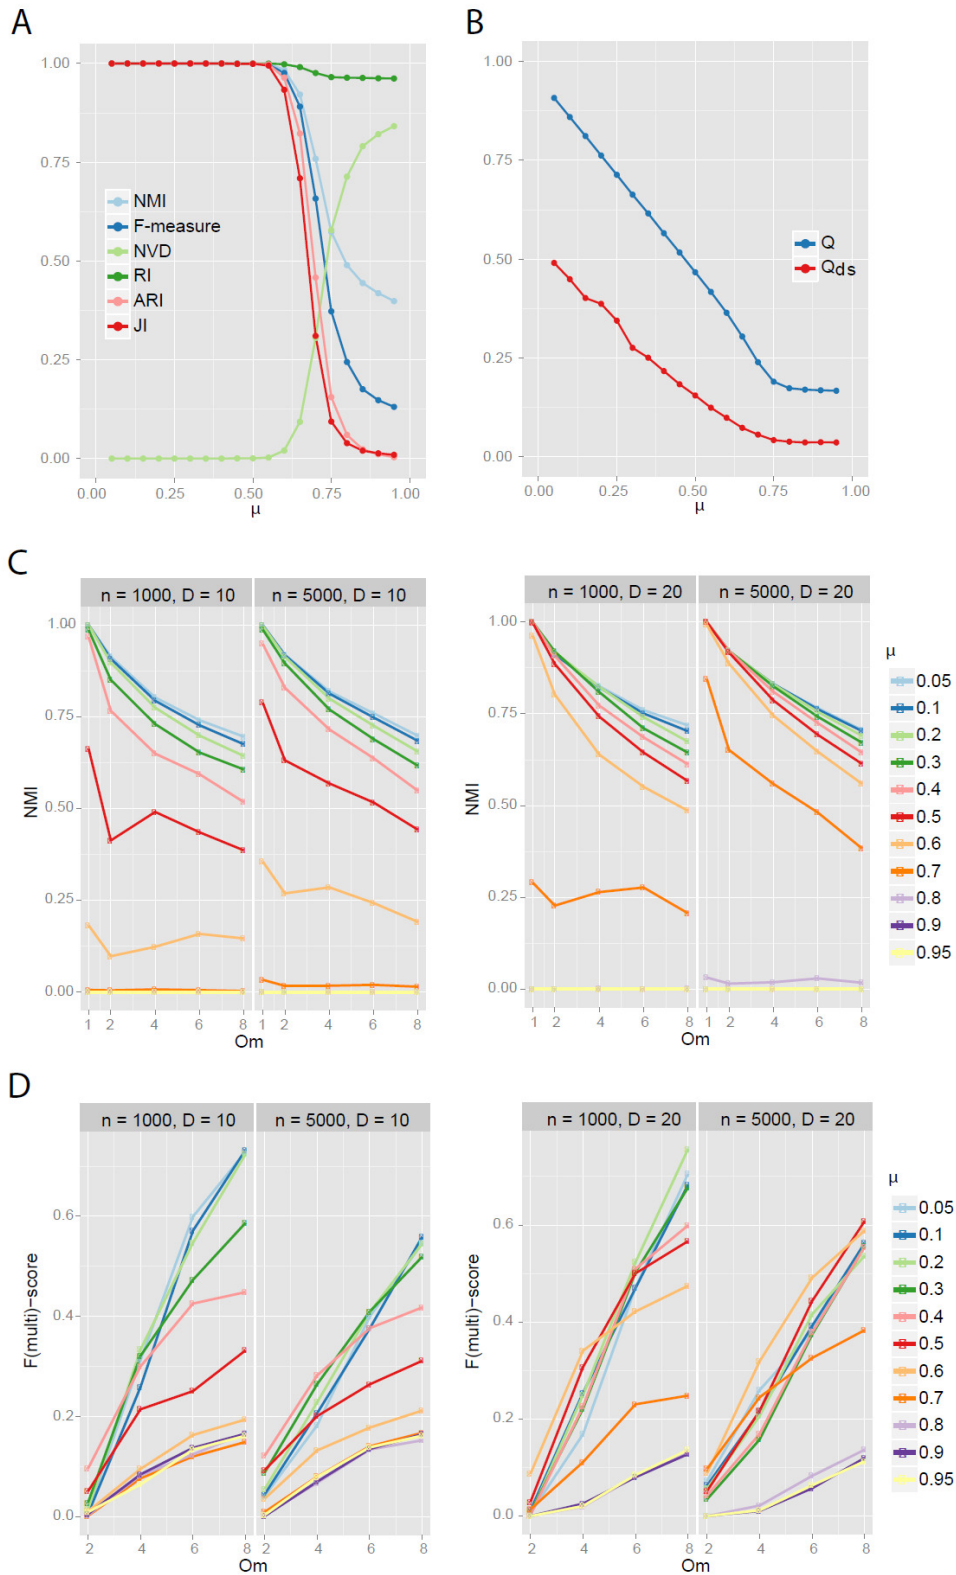 A
1.00
0.75
0.50
0.25
0.00
NMI
F-measure
NVD
RI
ARI
JI
0.00 0.25 0.50 0.75 1.00
μ
B
1.00
0.75
0.50
0.25
0.00
Q
Qds
0.00 0.25 0.50 0.75 1.00
μ
C
n = 1000, D = 10 n = 5000, D = 10
NMI
1.00
0.75
0.50
0.25
0.00
1 2 4 6 8 1 2 4 6 8
Om
n = 1000, D = 20 n = 5000, D = 20
NMI
1.00
0.75
0.50
0.25
0.00
1 2 4 6 8 1 2 4 6 8
Om
μ
0.05
0.1
0.2
0.3
0.4
0.5
0.6
0.7
0.8
0.9
0.95
D
n = 1000, D = 10 n = 5000, D = 10
F(multi)-score
0.6
0.4
0.2
0.0
2 4 6 8 2 4 6 8
Om
n = 1000, D = 20 n = 5000, D = 20
F(multi)-score
0.6
0.4
0.2
0.0
2 4 6 8 2 4 6 8
Om
μ
0.05
0.1
0.2
0.3
0.4
0.5
0.6
0.7
0.8
0.9
0.95